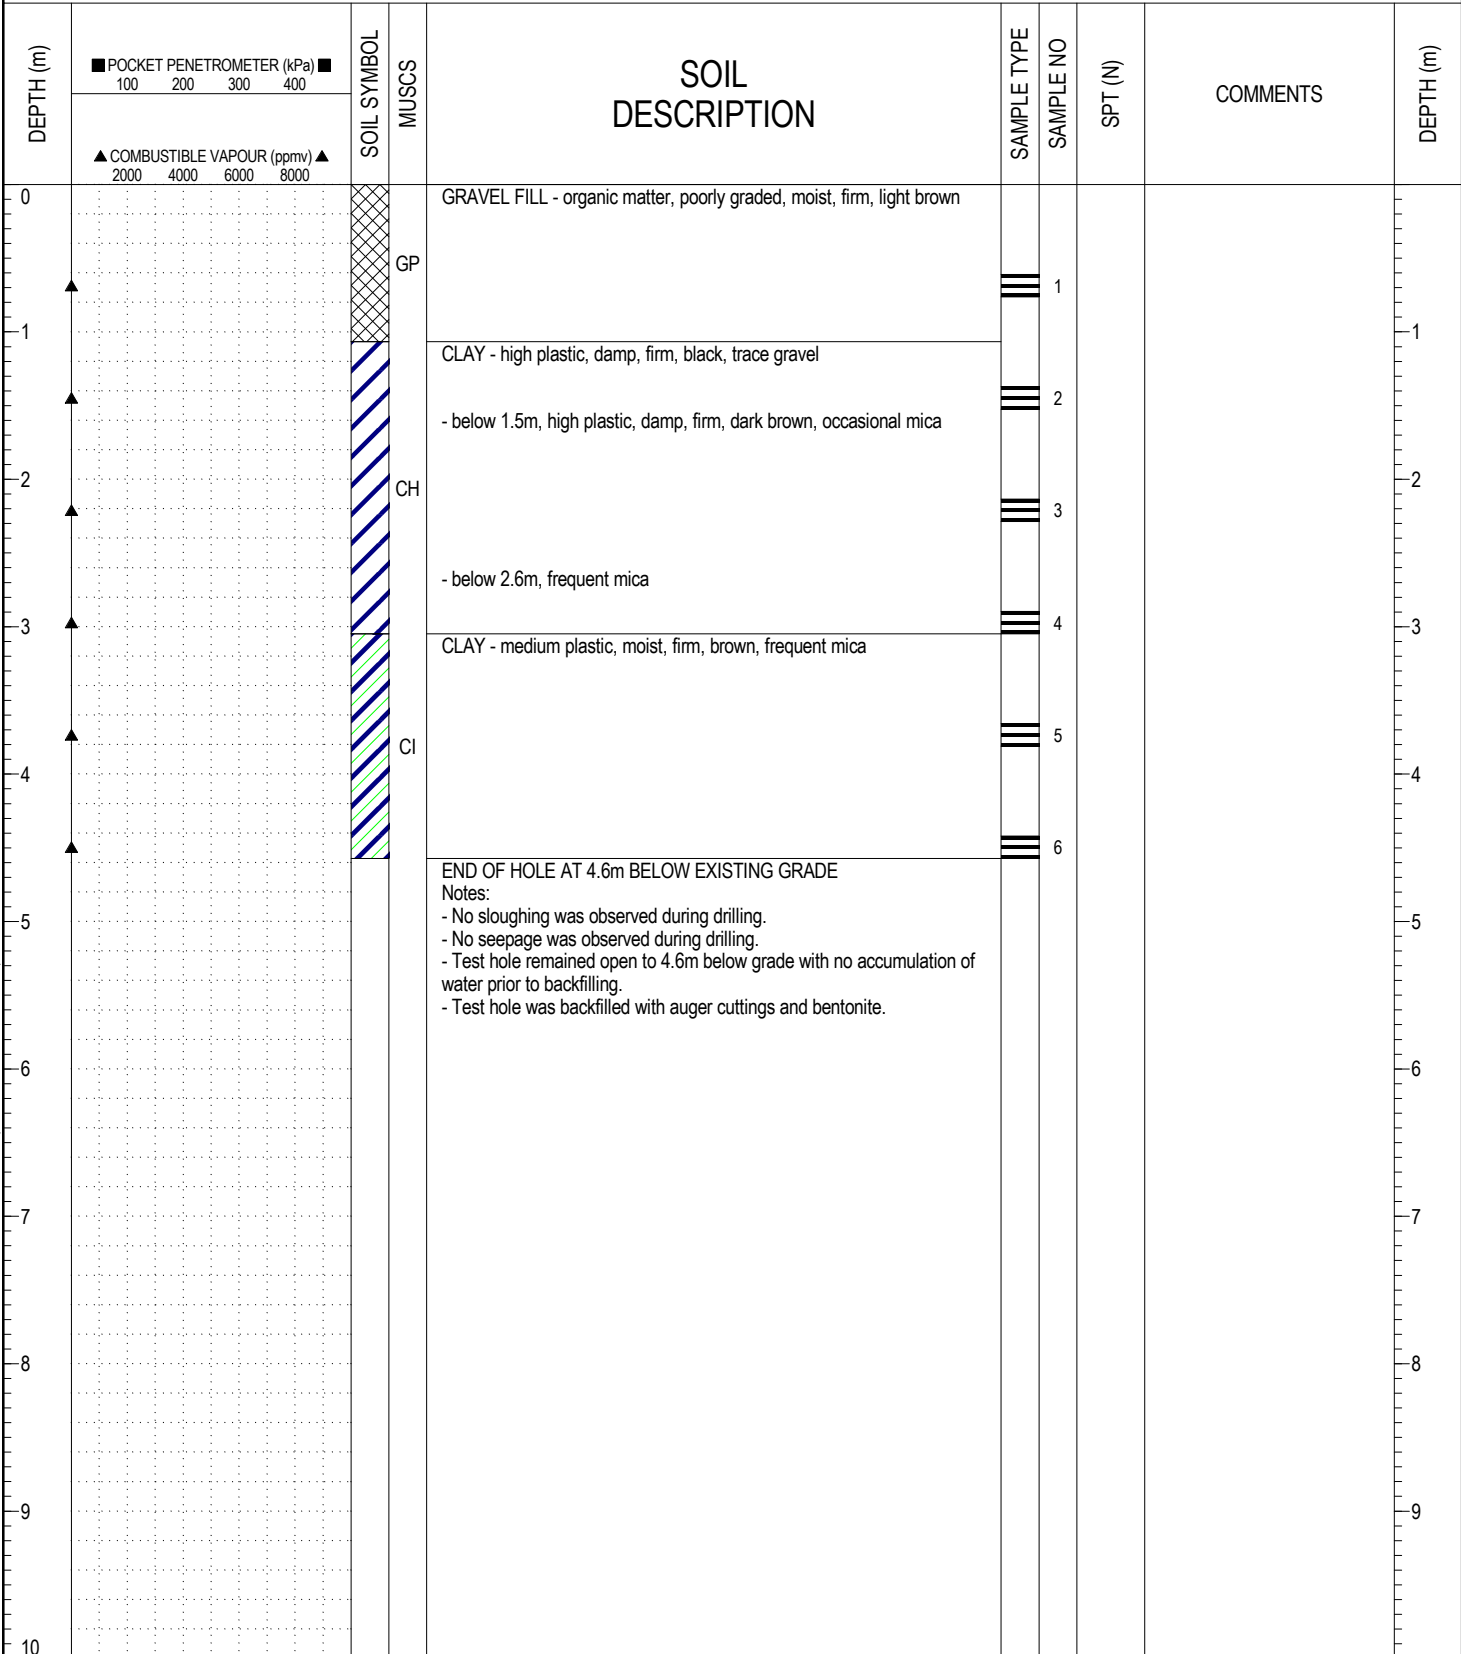 DEPTH (m)
■ POCKET PENETROMETER (kPa) ■
100 200 300 400
▲ COMBUSTIBLE VAPOUR (ppmv) ▲
2000 4000 6000 8000
SOIL SYMBOL
MUSCS
SOIL
DESCRIPTION
SAMPLE TYPE
SAMPLE NO
SPT (N)
COMMENTS
DEPTH (m)
0
GRAVEL FILL - organic matter, poorly graded, moist, firm, light brown
GP
1
1 1
CLAY - high plastic, damp, firm, black, trace gravel
2
- below 1.5m, high plastic, damp, firm, dark brown, occasional mica
2 2
CH
3
- below 2.6m, frequent mica
4
3 3
CLAY - medium plastic, moist, firm, brown, frequent mica
5
CI
4 4
6
END OF HOLE AT 4.6m BELOW EXISTING GRADE
Notes:
- No sloughing was observed during drilling.
5 5
- No seepage was observed during drilling.
- Test hole remained open to 4.6m below grade with no accumulation of
water prior to backfilling.
- Test hole was backfilled with auger cuttings and bentonite.
6 6
7 7
8 8
9 9
10